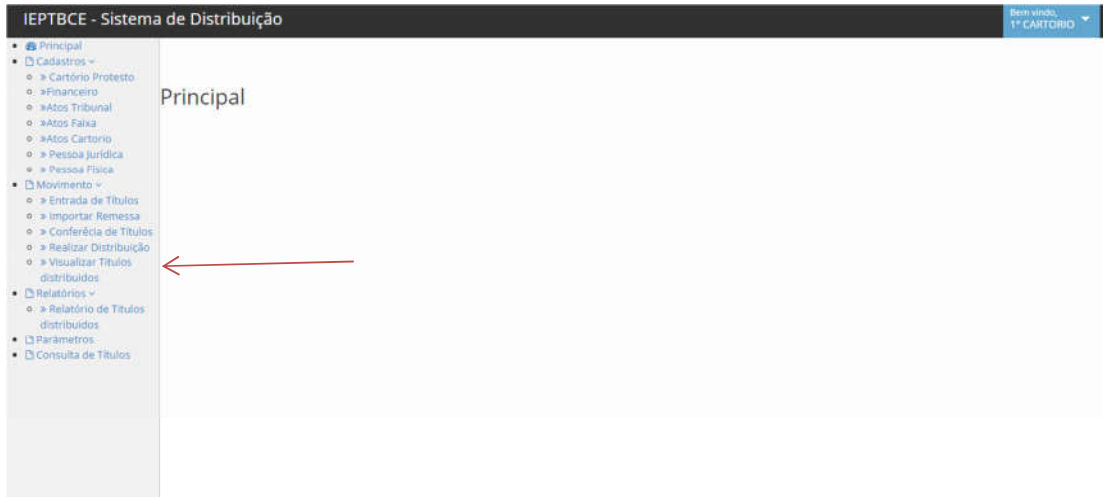 IEPTBCE - Sistema de Distribuição
Bem vindo,
1º CARTORIO
Principal
Cadastros
» Cartório Protesto
»Financeiro
»Atos Tribunal
»Atos Faixa
»Atos Cartorio
» Pessoa Jurídica
» Pessoa Física
Movimento
» Entrada de Títulos
» Importar Remessa
» Conferêcia de Títulos
» Realizar Distribuição
» Visualizar Titulos
distribuidos
Relatórios
» Relatório de Titulos
distribuidos
Parâmetros
Consulta de Títulos
Principal